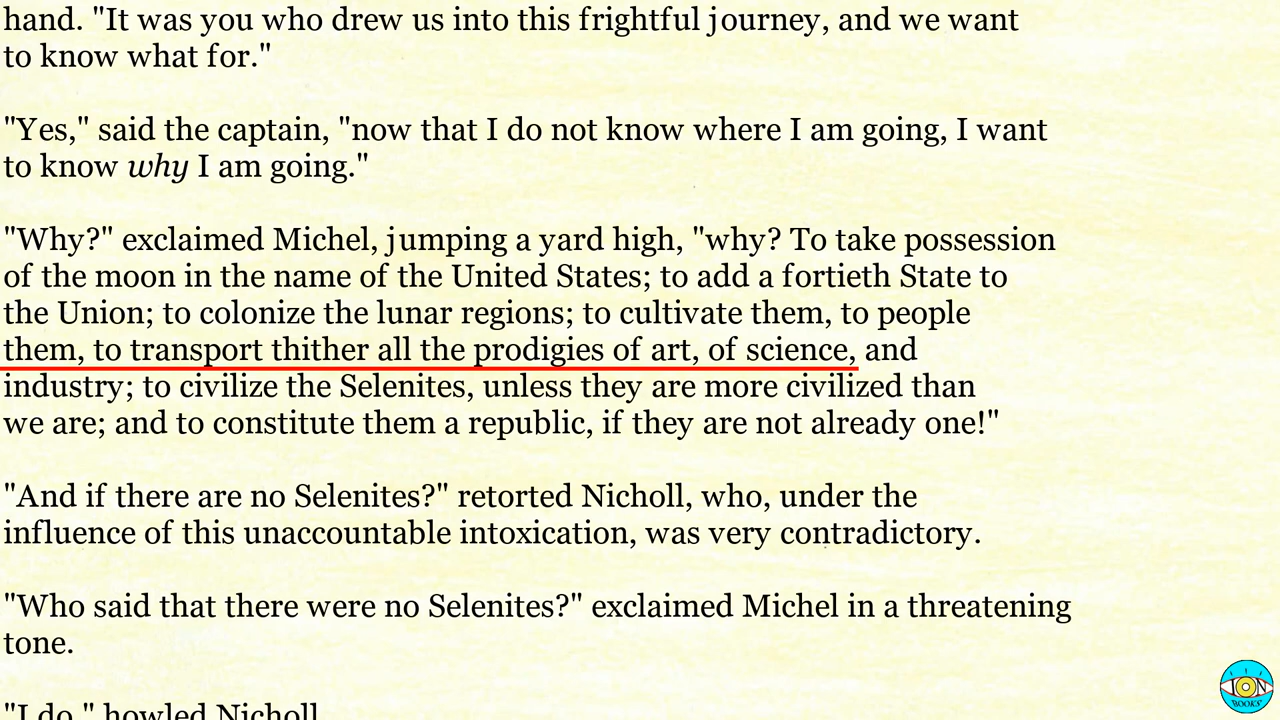 hand. "It was you who drew us into this frightful journey, and we want
to know what for."
"Yes," said the captain, "now that I do not know where I am going, I want
to know why I am going."
"Why?" exclaimed Michel, jumping a yard high, "why? To take possession
of the moon in the name of the United States; to add a fortieth State to
the Union; to colonize the lunar regions; to cultivate them, to people
them, to transport thither all the prodigies of art, of science, and
industry; to civilize the Selenites, unless they are more civilized than
we are; and to constitute them a republic, if they are not already one!"
"And if there are no Selenites?" retorted Nicholl, who, under the
influence of this unaccountable intoxication, was very contradictory.
"Who said that there were no Selenites?" exclaimed Michel in a threatening
tone.
"I do," howled Nicholl.
ION
BOOKS